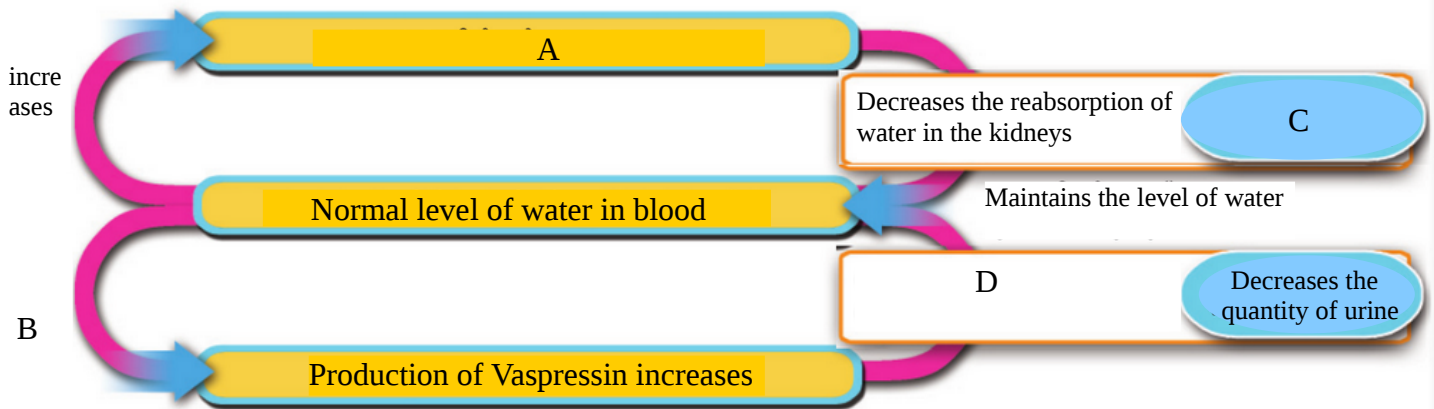 A
incre
ases
Decreases the reabsorption of
water in the kidneys
C
Normal level of water in blood
Maintains the level of water
D
Decreases the
quantity of urine
B
Production of Vaspressin increases